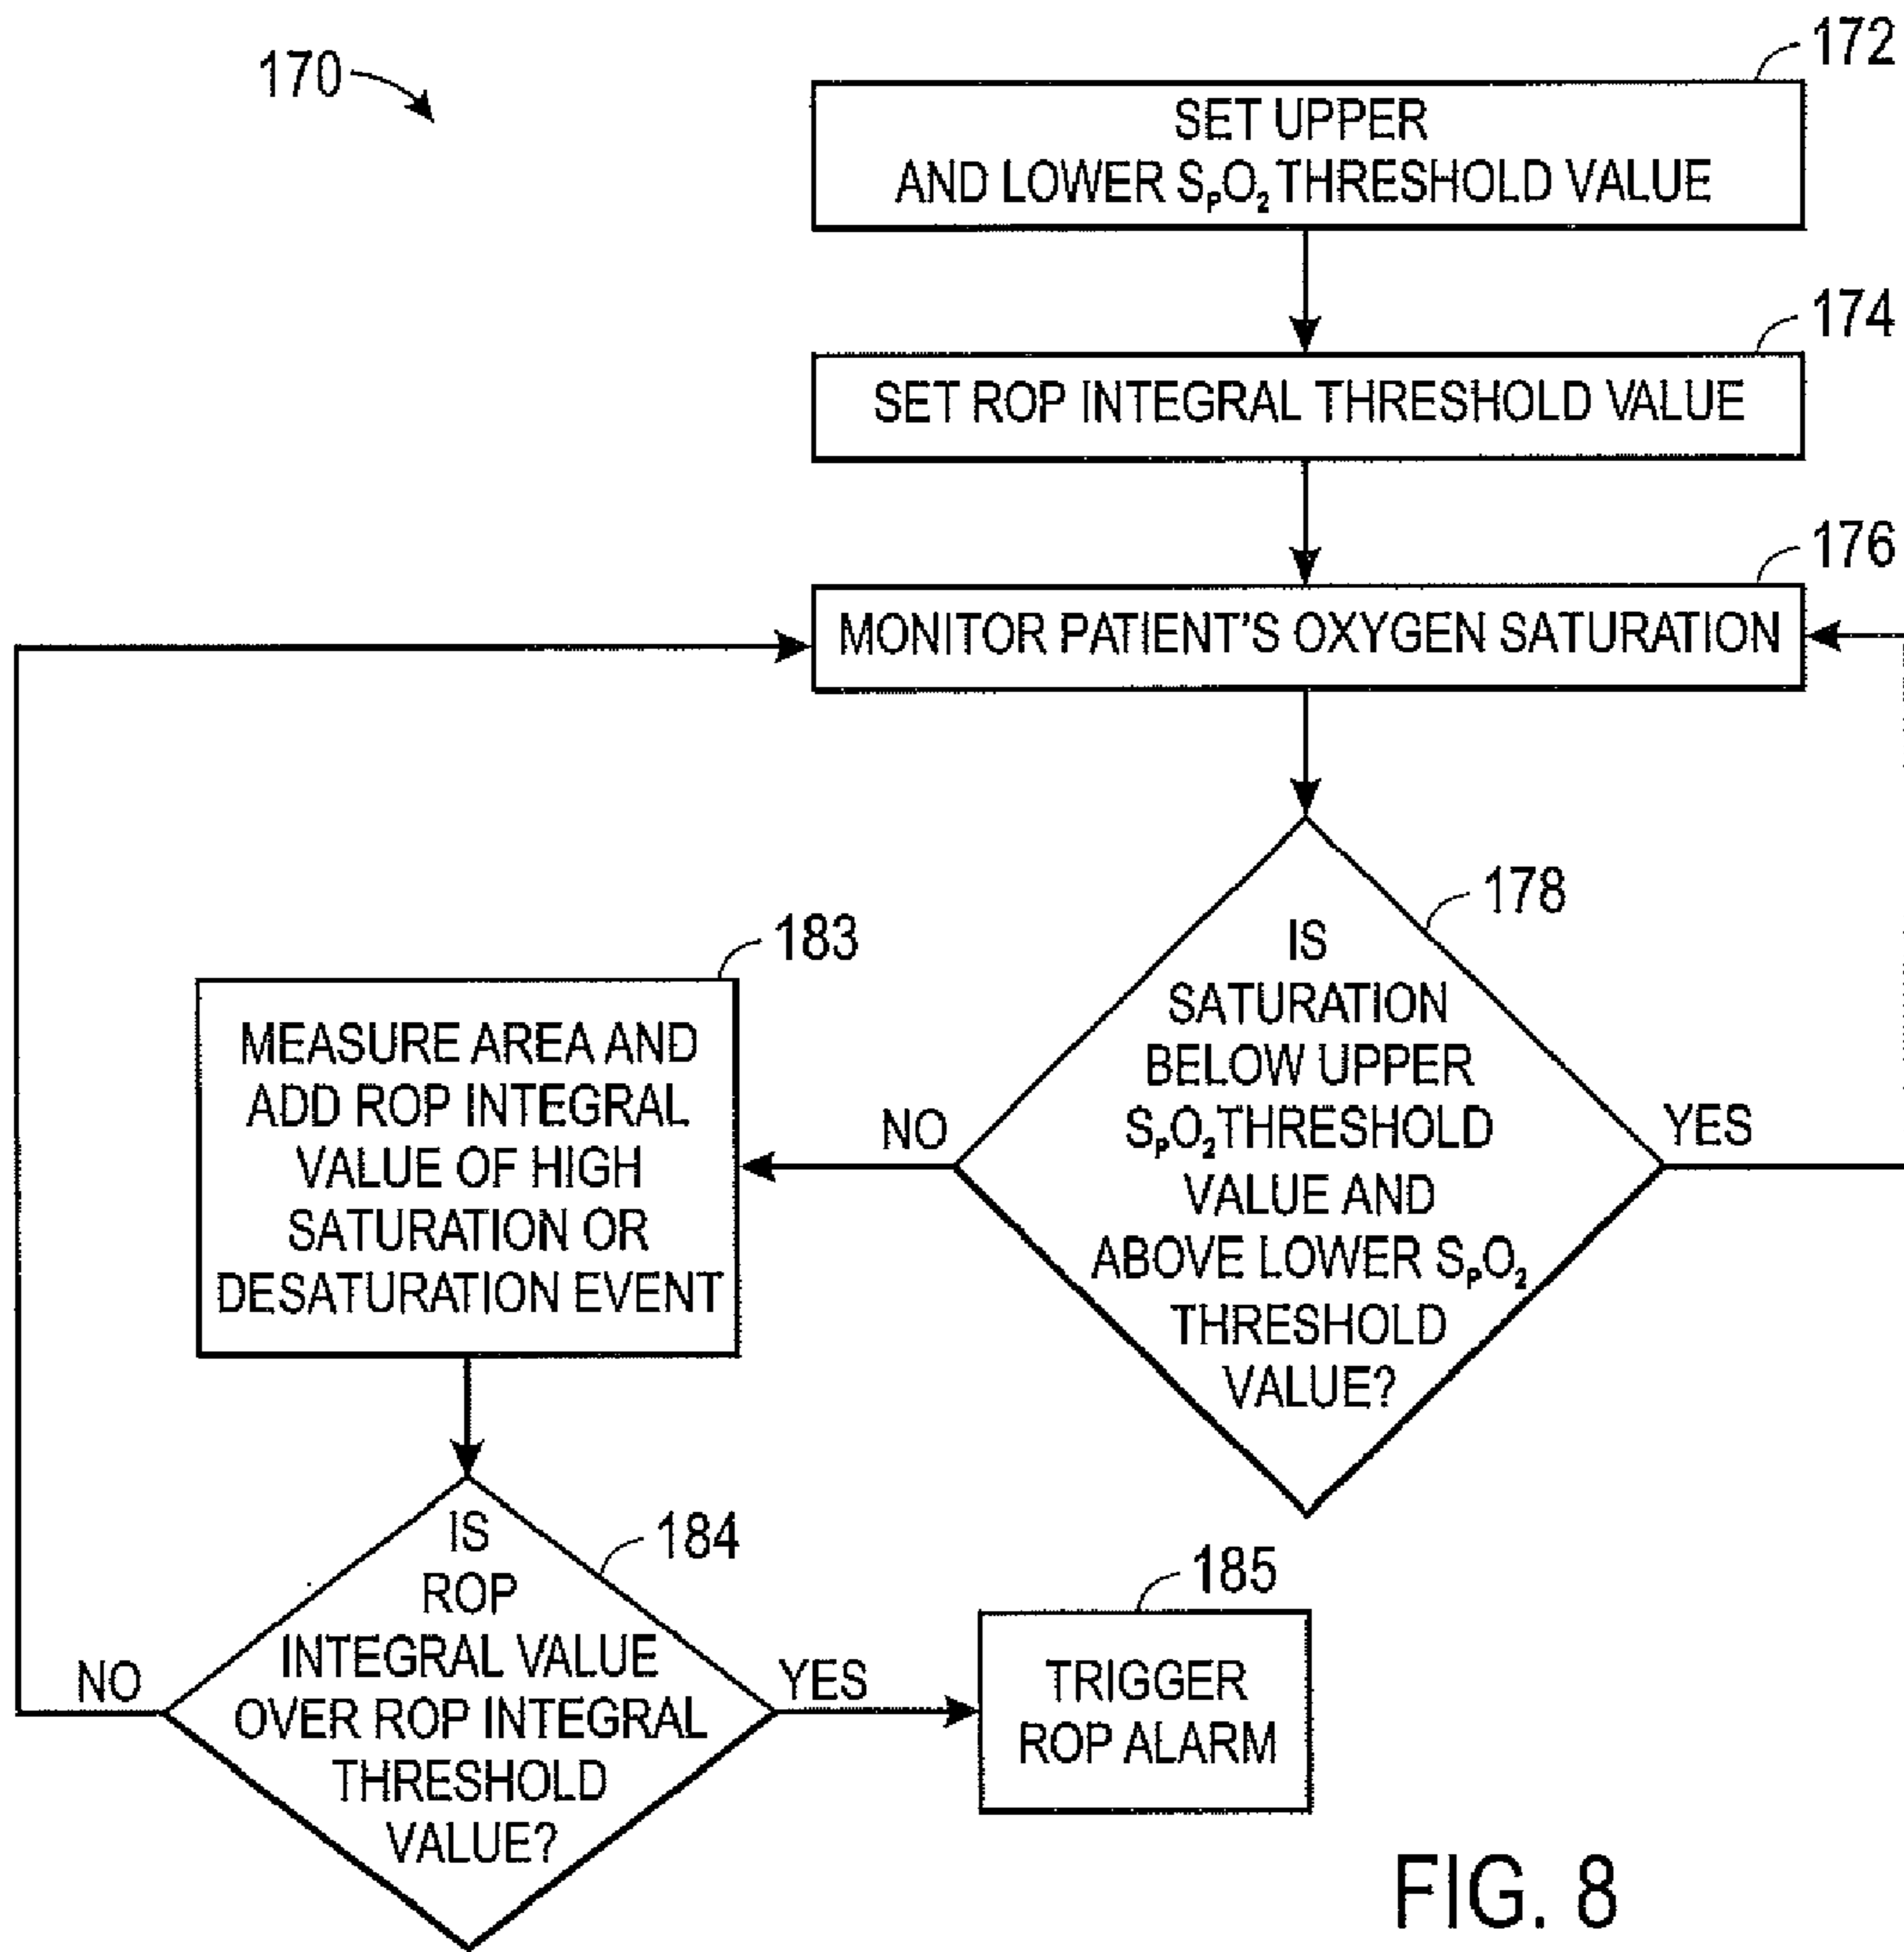 170
172
SET UPPER
AND LOWER SPO2 THRESHOLD VALUE
174
SET ROP INTEGRAL THRESHOLD VALUE
176
MONITOR PATIENT'S OXYGEN SATURATION
178
IS
SATURATION
BELOW UPPER
SPO2 THRESHOLD
VALUE AND
ABOVE LOWER SPO2
THRESHOLD
VALUE?
NO
YES
183
MEASURE AREA AND
ADD ROP INTEGRAL
VALUE OF HIGH
SATURATION OR
DESATURATION EVENT
184
IS
ROP
INTEGRAL VALUE
OVER ROP INTEGRAL
THRESHOLD
VALUE?
NO
YES
185
TRIGGER
ROP ALARM
FIG. 8